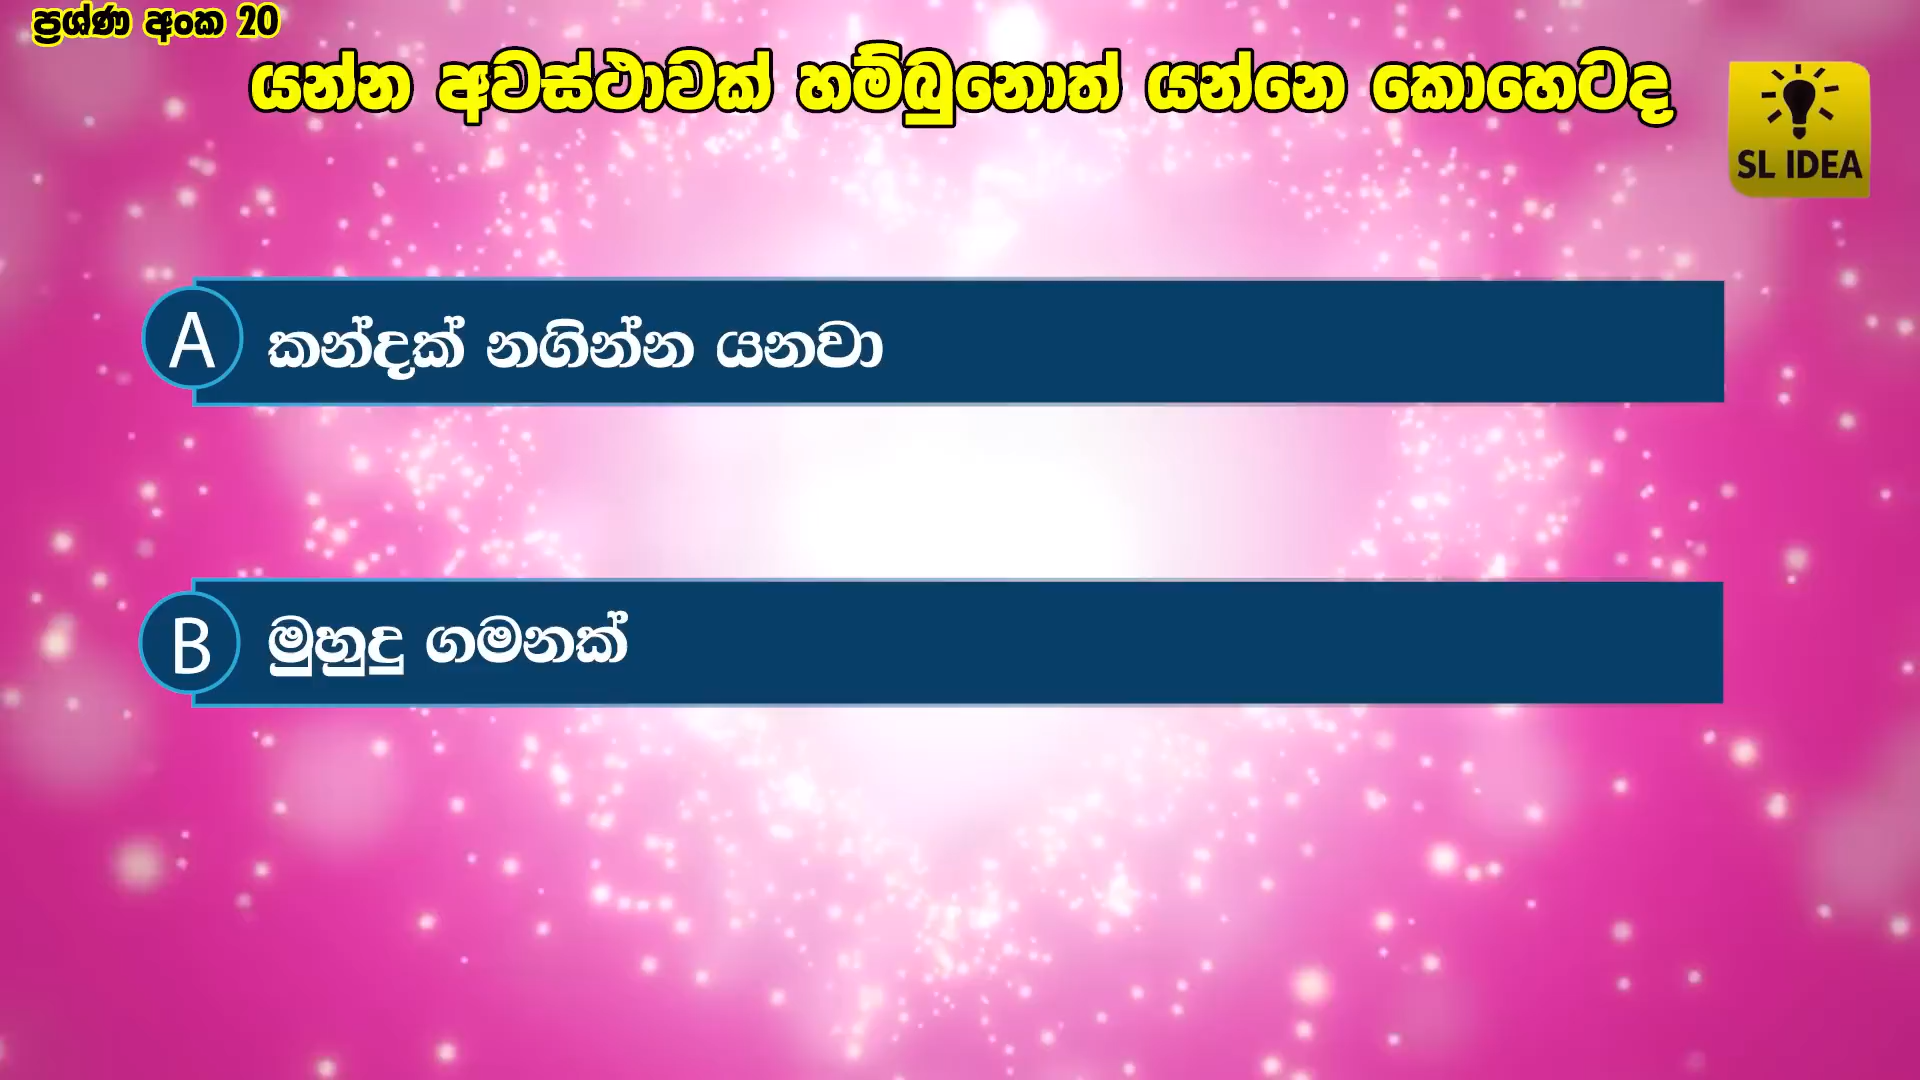 ප්‍රශ්ණ අංක 20
යන්න අවස්ථාවක් හම්බුනොත් යන්නෙ කොහෙටද
SL IDEA
A කන්දක් නගින්න යනවා
B මුහුදු ගමනක්